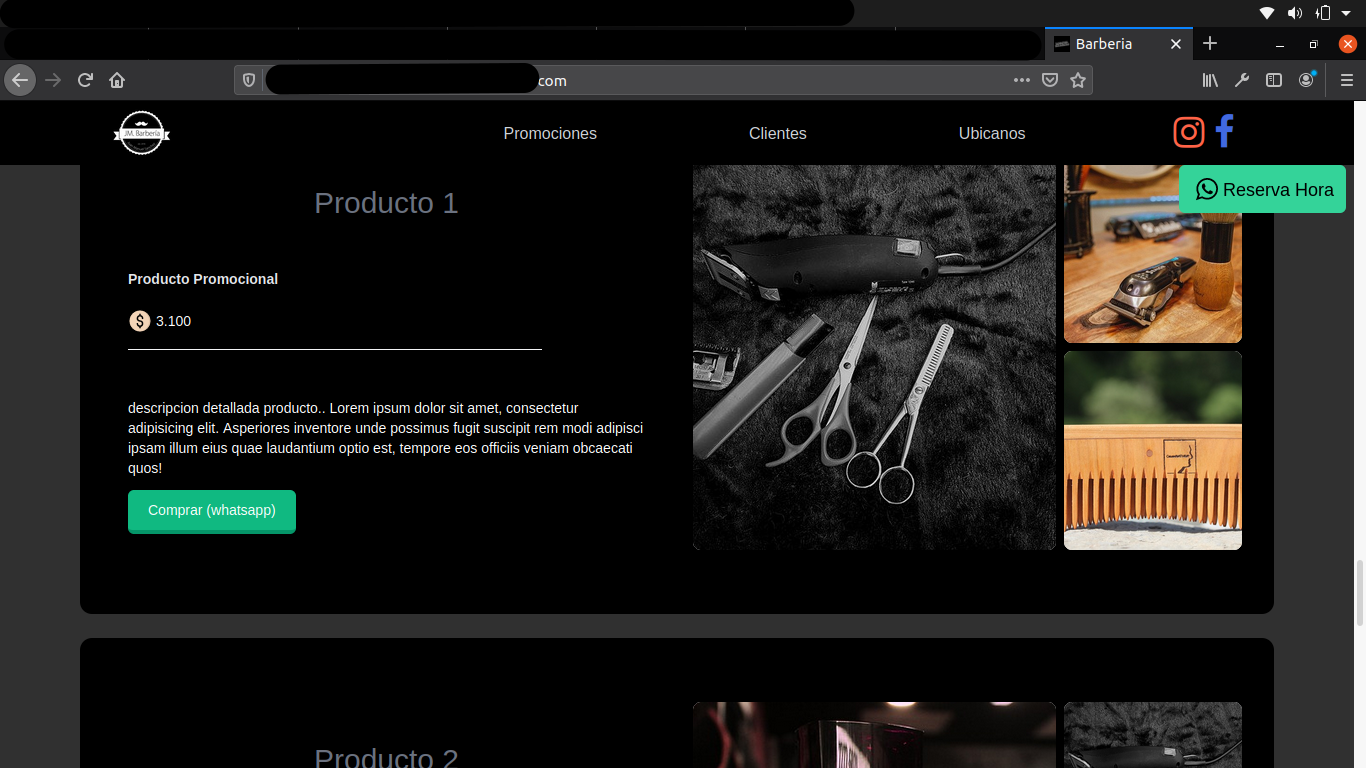 Barberia
com
JM. Barbería
Promociones
Clientes
Ubicanos
Reserva Hora
Producto 1
Producto Promocional
$ 3.100
descripcion detallada producto.. Lorem ipsum dolor sit amet, consectetur
adipisicing elit. Asperiores inventore unde possimus fugit suscipit rem modi adipisci
ipsam illum eius quae laudantium optio est, tempore eos officiis veniam obcaecati
quos!
Comprar (whatsapp)
Producto 2